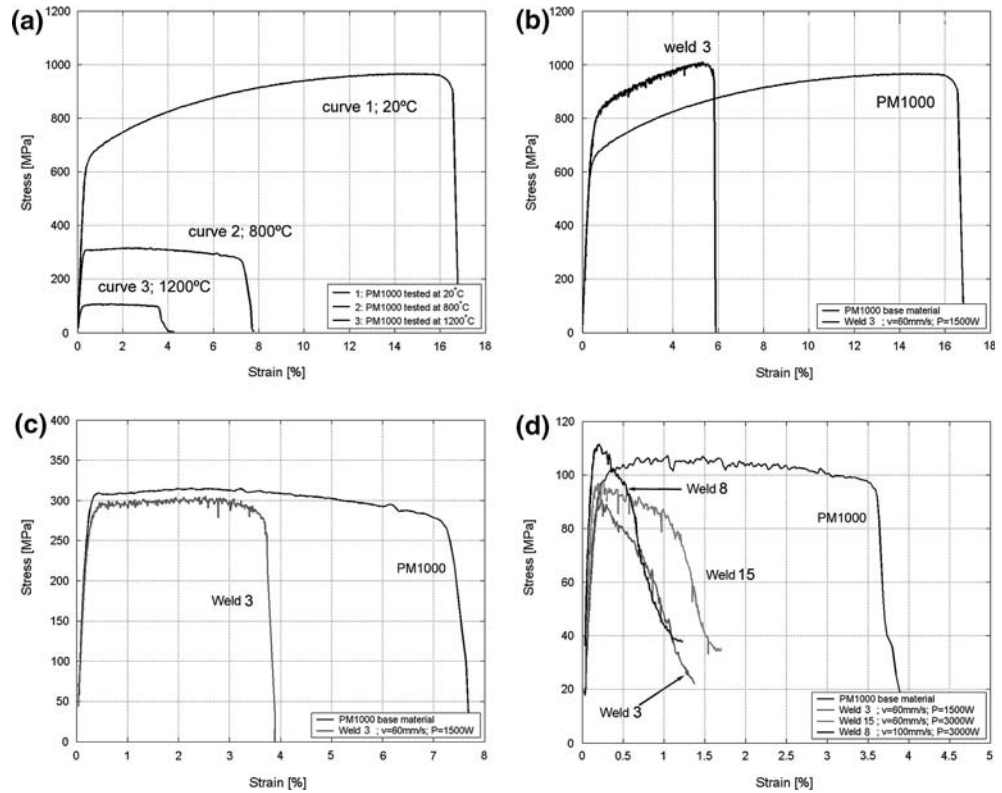 (a)
1200
1000
800
600
400
200
0
Stress [MPa]
curve 1; 20ºC
curve 2; 800ºC
curve 3; 1200ºC
1: PM1000 tested at 20°C
2: PM1000 tested at 800°C
3: PM1000 tested at 1200°C
0 2 4 6 8 10 12 14 16 18
Strain [%]
(b)
1200
1000
800
600
400
200
0
Stress [MPa]
weld 3
PM1000
PM1000 base material
Weld 3 ; v=60mm/s; P=1500W
0 2 4 6 8 10 12 14 16 18
Strain [%]
(c)
400
350
300
250
200
150
100
50
0
Stress [MPa]
PM1000
Weld 3
PM1000 base material
Weld 3 ; v=60mm/s; P=1500W
0 1 2 3 4 5 6 7 8
Strain [%]
(d)
120
100
80
60
40
20
0
Stress [MPa]
Weld 8
PM1000
Weld 15
Weld 3
PM1000 base material
Weld 3 ; v=60mm/s; P=1500W
Weld 15 ; v=60mm/s; P=3000W
Weld 8 ; v=100mm/s; P=3000W
0 0.5 1 1.5 2 2.5 3 3.5 4 4.5 5
Strain [%]